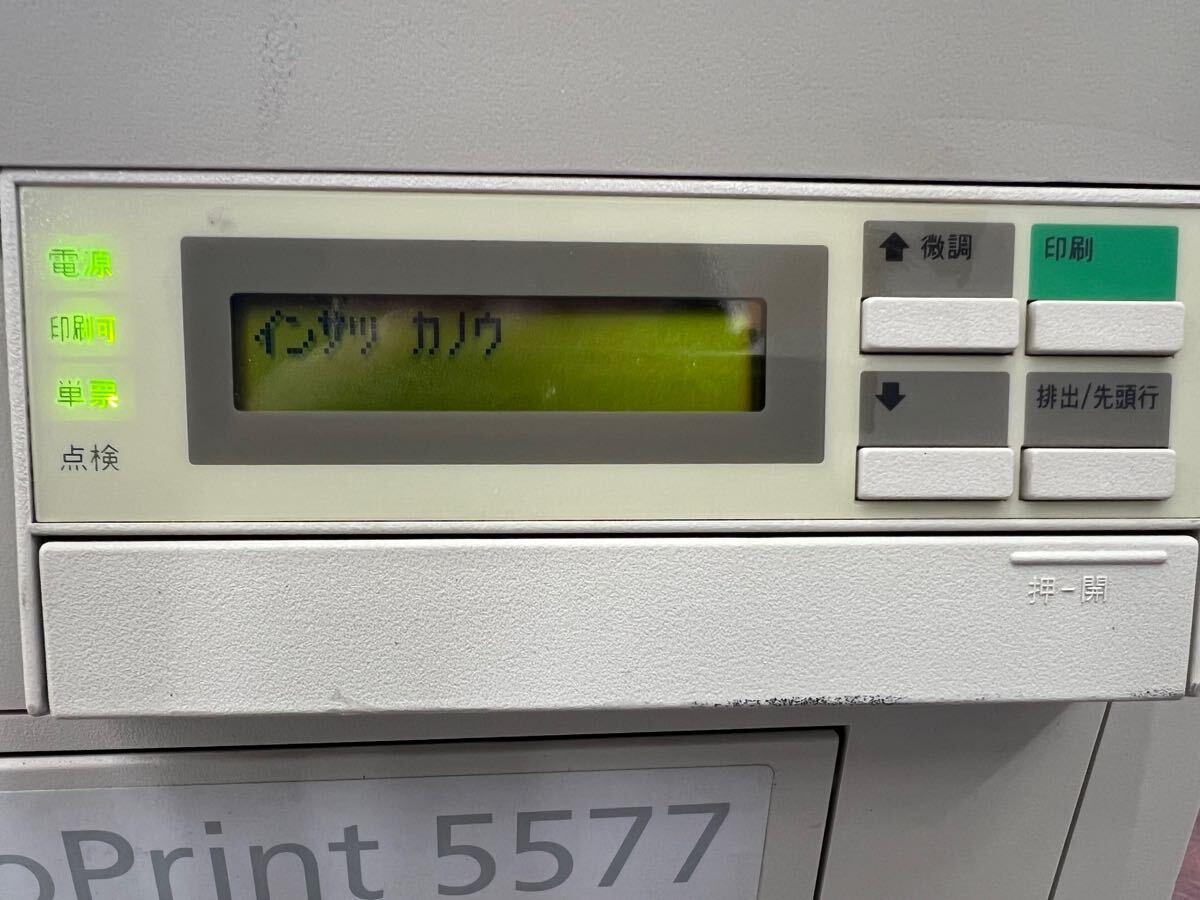 電源
印刷可
単票
点検
インサツ カノウ
⬆ 微調
印刷
⬇
排出/先頭行
押-開
oPrint 5577